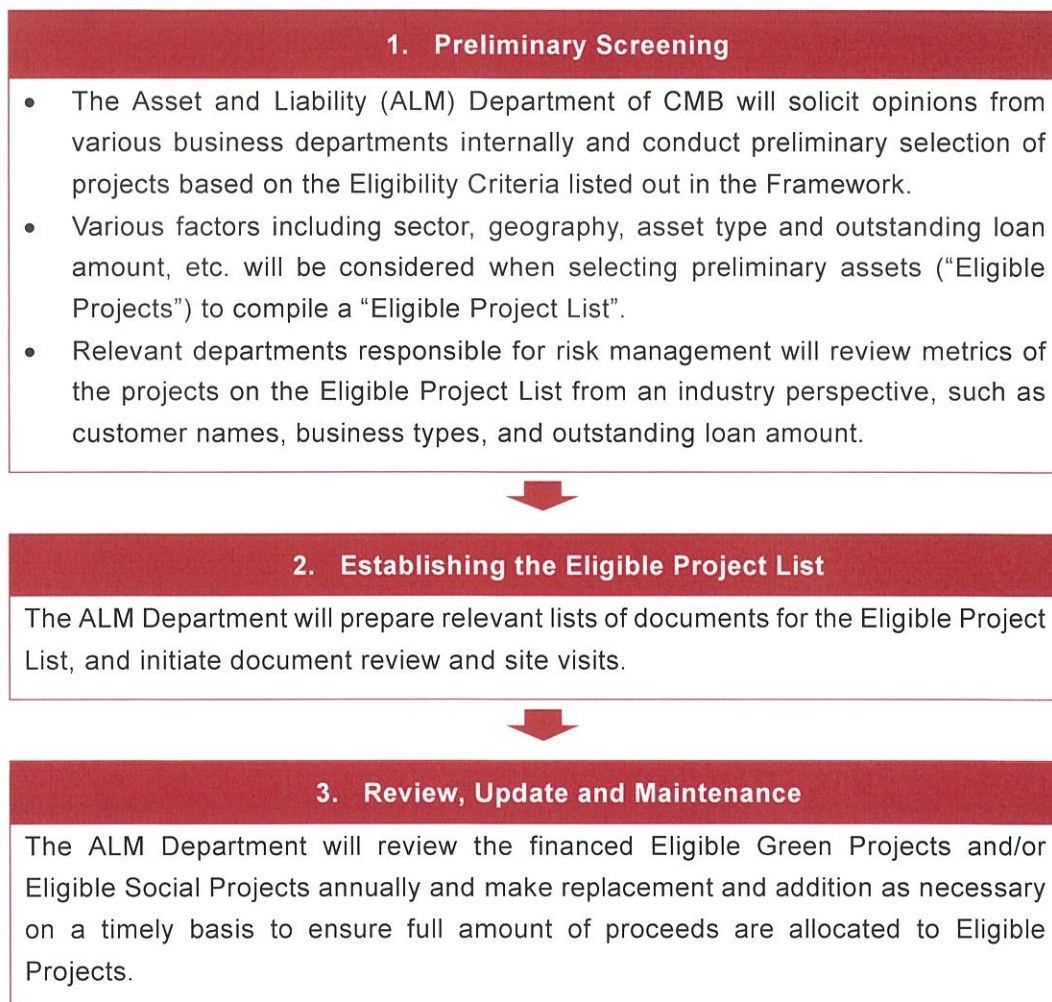 1. Preliminary Screening
• The Asset and Liability (ALM) Department of CMB will solicit opinions from
various business departments internally and conduct preliminary selection of
projects based on the Eligibility Criteria listed out in the Framework.
• Various factors including sector, geography, asset type and outstanding loan
amount, etc. will be considered when selecting preliminary assets (“Eligible
Projects”) to compile a “Eligible Project List”.
• Relevant departments responsible for risk management will review metrics of
the projects on the Eligible Project List from an industry perspective, such as
customer names, business types, and outstanding loan amount.
2. Establishing the Eligible Project List
The ALM Department will prepare relevant lists of documents for the Eligible Project
List, and initiate document review and site visits.
3. Review, Update and Maintenance
The ALM Department will review the financed Eligible Green Projects and/or
Eligible Social Projects annually and make replacement and addition as necessary
on a timely basis to ensure full amount of proceeds are allocated to Eligible
Projects.